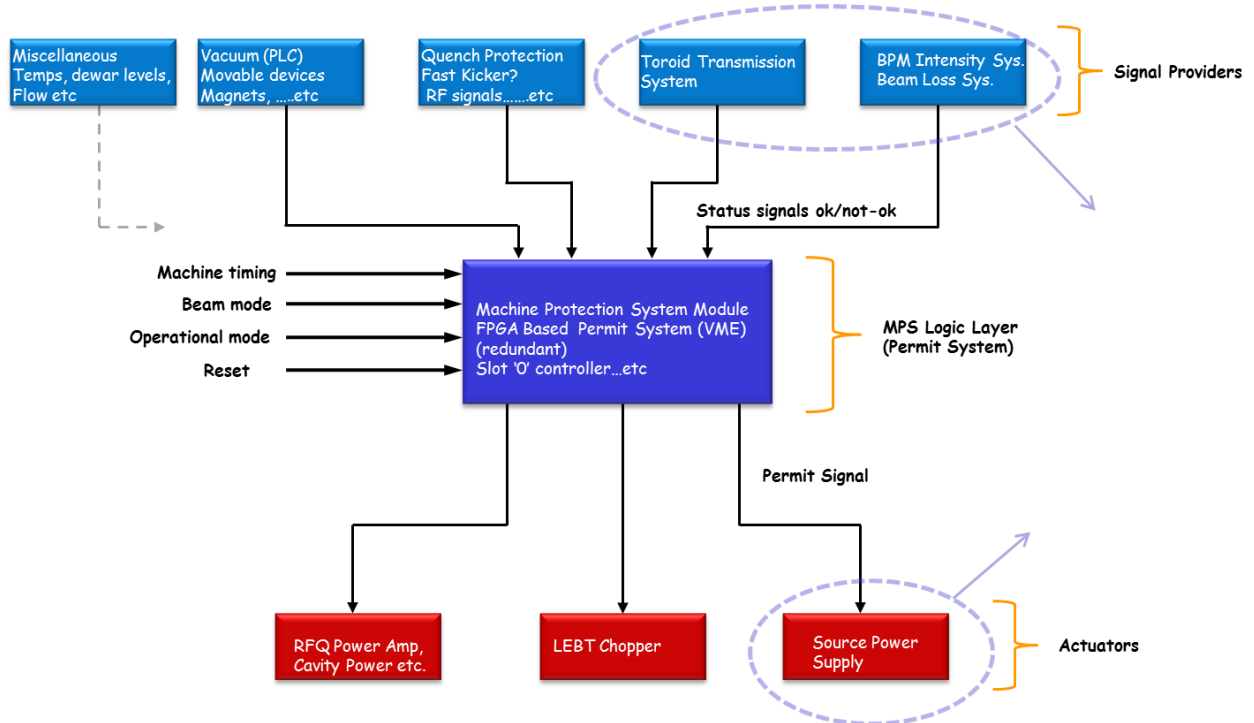 Miscellaneous
Temps, dewar levels,
Flow etc
Vacuum (PLC)
Movable devices
Magnets, …..etc
Quench Protection
Fast Kicker?
RF signals…….etc
Toroid Transmission
System
BPM Intensity Sys.
Beam Loss Sys.
Signal Providers
Status signals ok/not-ok
Machine timing
Beam mode
Operational mode
Reset
Machine Protection System Module
FPGA Based Permit System (VME)
(redundant)
Slot '0' controller…etc
MPS Logic Layer
(Permit System)
Permit Signal
RFQ Power Amp,
Cavity Power etc.
LEBT Chopper
Source Power
Supply
Actuators